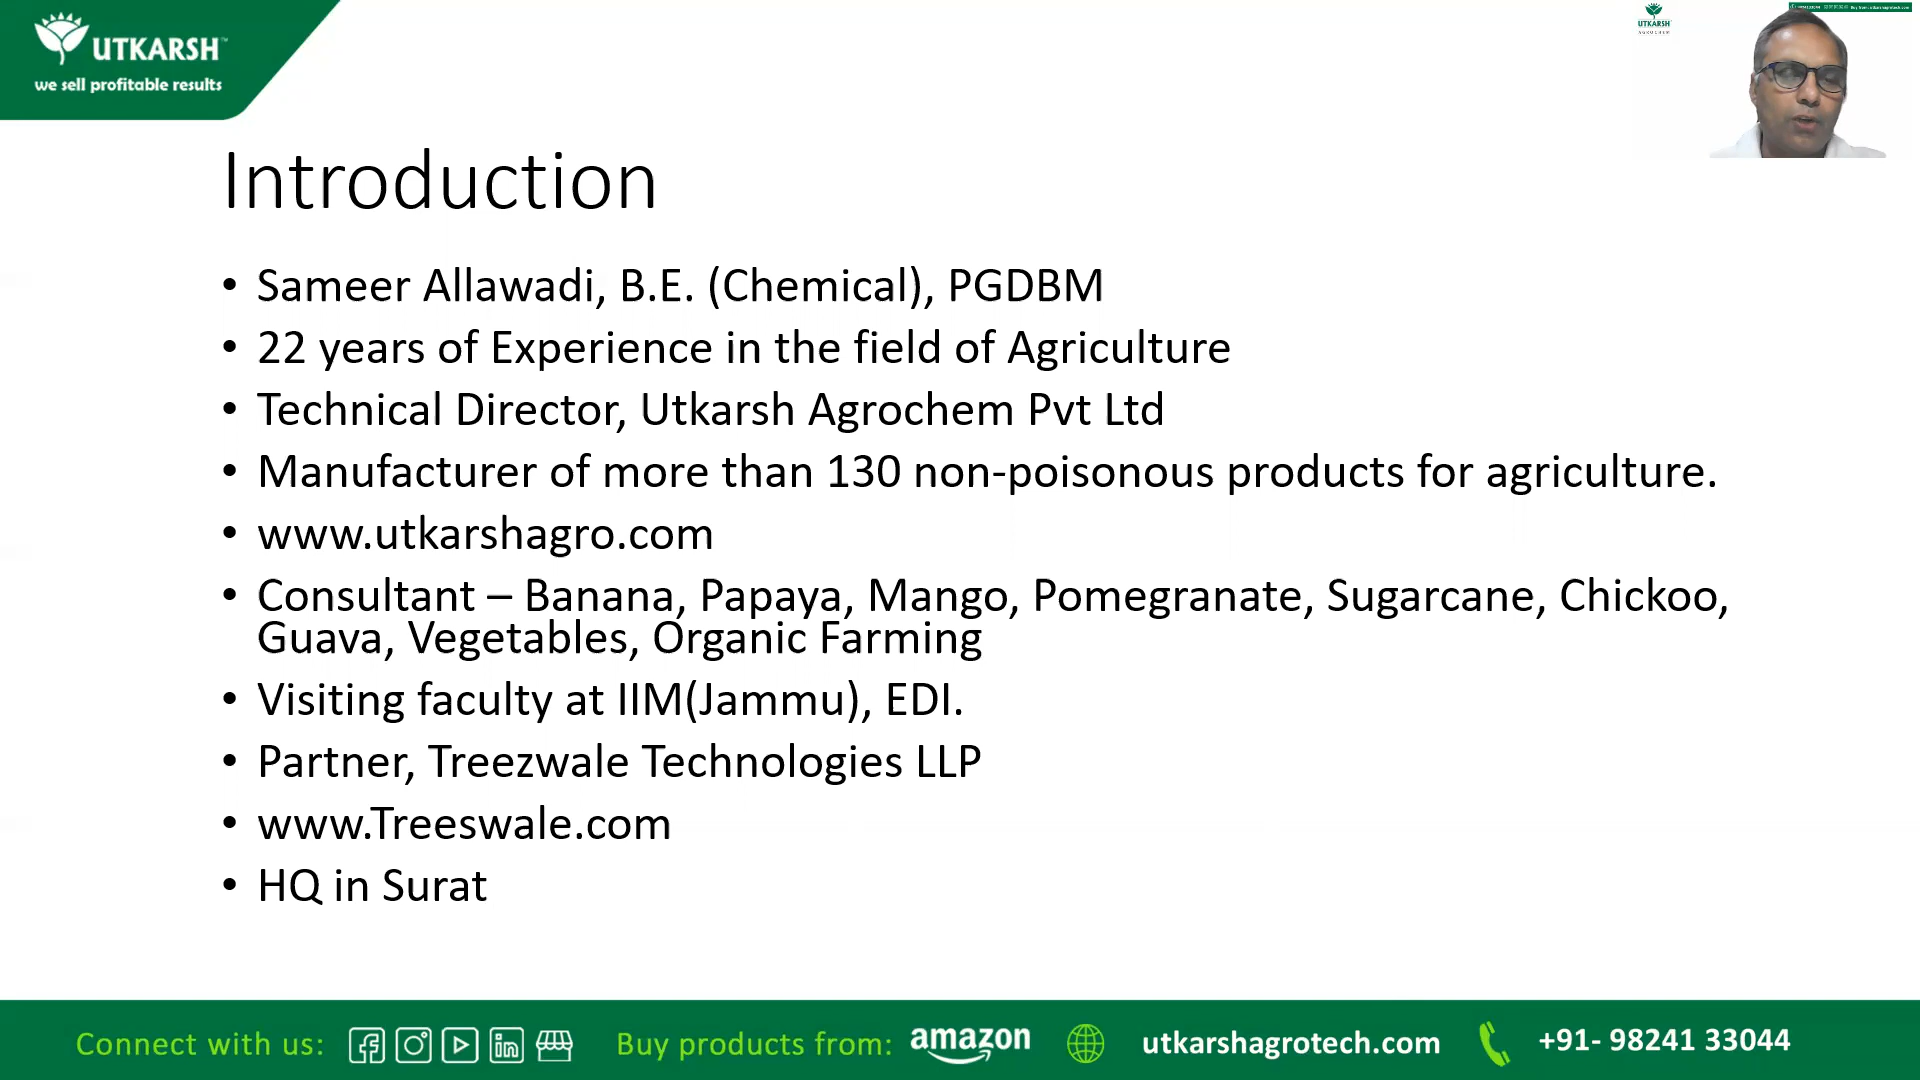 UTKARSH™
we sell profitable results
UTKARSH
AGROCHEM
Introduction
• Sameer Allawadi, B.E. (Chemical), PGDBM
• 22 years of Experience in the field of Agriculture
• Technical Director, Utkarsh Agrochem Pvt Ltd
• Manufacturer of more than 130 non-poisonous products for agriculture.
• www.utkarshagro.com
• Consultant – Banana, Papaya, Mango, Pomegranate, Sugarcane, Chickoo,
Guava, Vegetables, Organic Farming
• Visiting faculty at IIM(Jammu), EDI.
• Partner, Treezwale Technologies LLP
• www.Treeswale.com
• HQ in Surat
Connect with us: Buy products from: amazon utkarshagrotech.com +91- 98241 33044